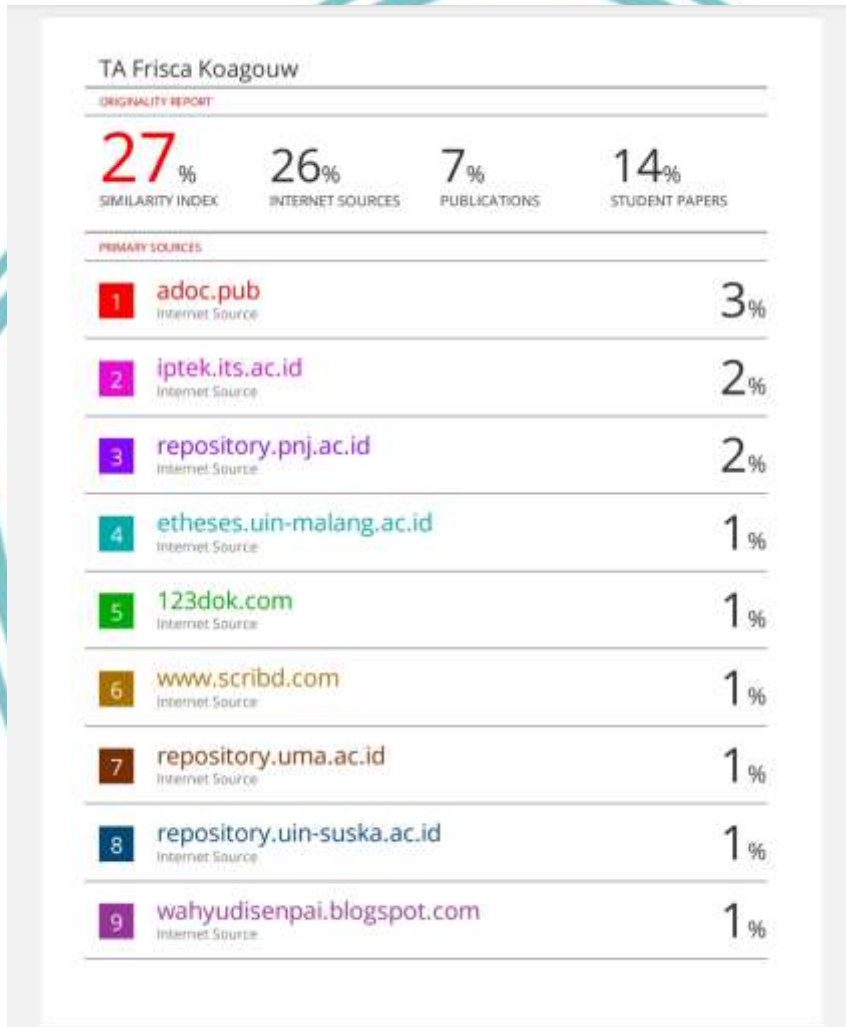 TA Frisca Koagouw
ORIGINALITY REPORT
27% 26% 7% 14%
SIMILARITY INDEX INTERNET SOURCES PUBLICATIONS STUDENT PAPERS
PRIMARY SOURCES
1 adoc.pub 3%
Internet Source
2 iptek.its.ac.id 2%
Internet Source
3 repository.pnj.ac.id 2%
Internet Source
4 etheses.uin-malang.ac.id 1%
Internet Source
5 123dok.com 1%
Internet Source
6 www.scribd.com 1%
Internet Source
7 repository.uma.ac.id 1%
Internet Source
8 repository.uin-suska.ac.id 1%
Internet Source
9 wahyudisenpai.blogspot.com 1%
Internet Source